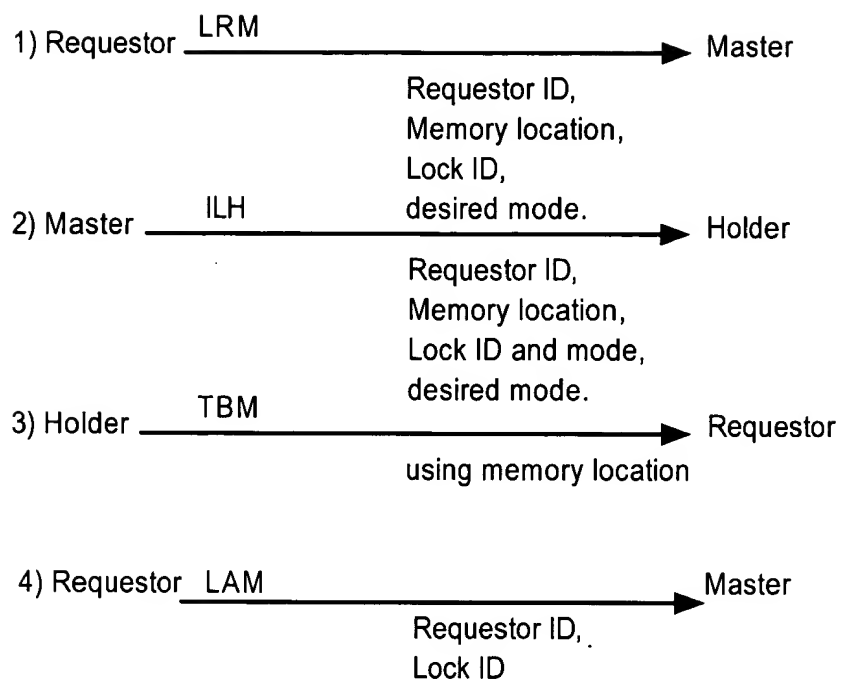 1) Requestor LRM Master
Requestor ID,
Memory location,
Lock ID,
desired mode.
2) Master ILH Holder
Requestor ID,
Memory location,
Lock ID and mode,
desired mode.
3) Holder TBM Requestor
using memory location
4) Requestor LAM Master
Requestor ID,
Lock ID